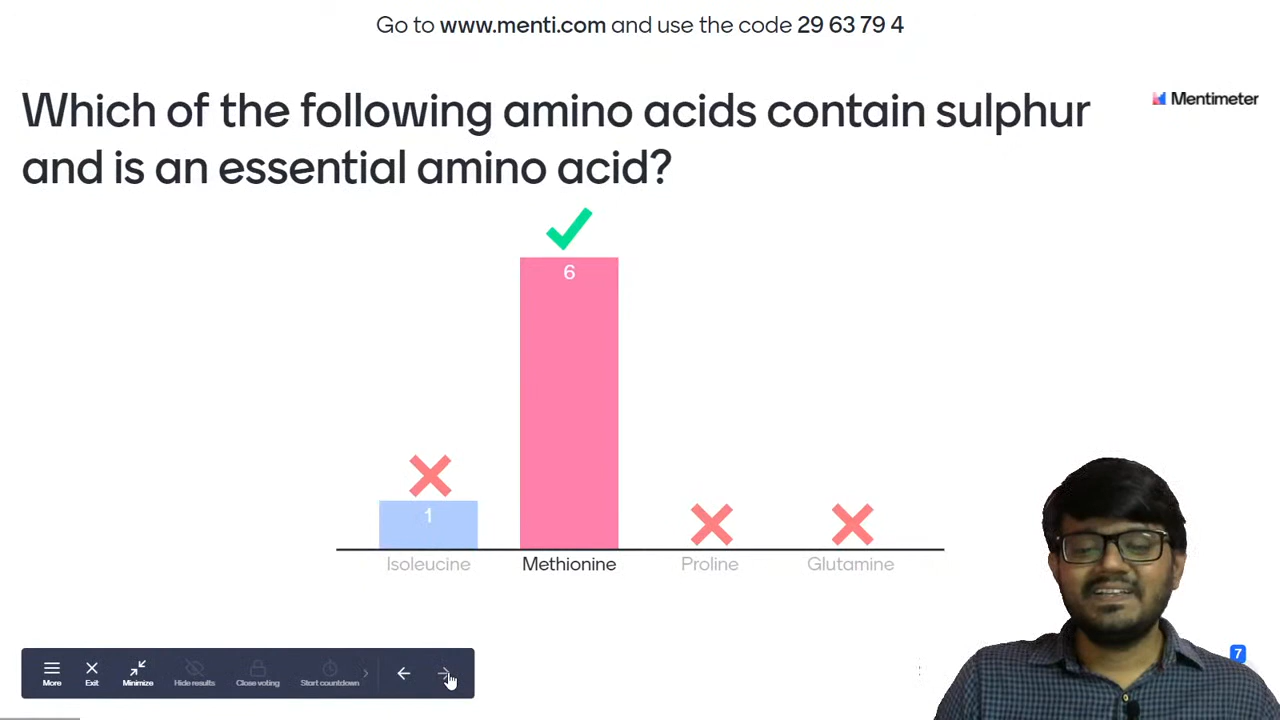 Go to www.menti.com and use the code 29 63 79 4
Which of the following amino acids contain sulphur
and is an essential amino acid?
Mentimeter
6
1
Isoleucine
Methionine
Proline
Glutamine
More
Exit
Minimize
Hide results
Close voting
Start countdown
7